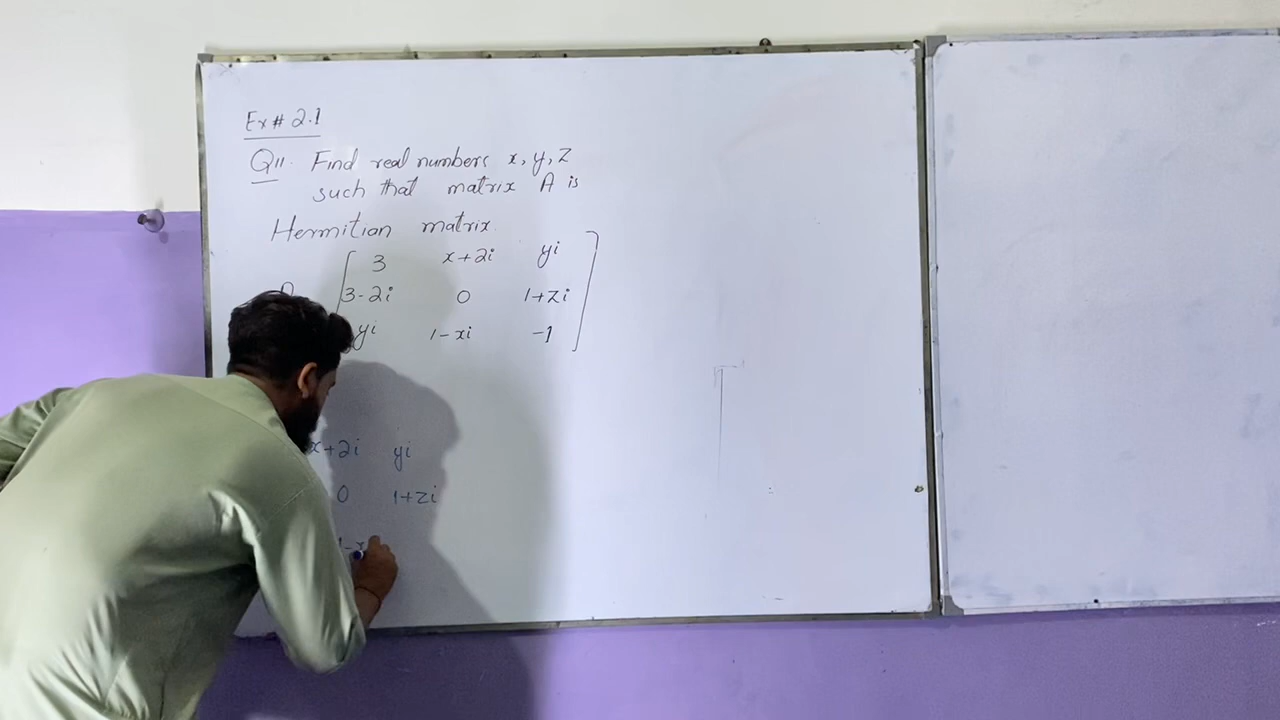 Ex# 2.1
Q11. Find real numbers x, y, z
such that matrix A is
Hermitian matrix.
3 x+2i yi
3-2i 0 1+zi
yi 1-xi -1
x+2i yi
0 1+zi
1-x